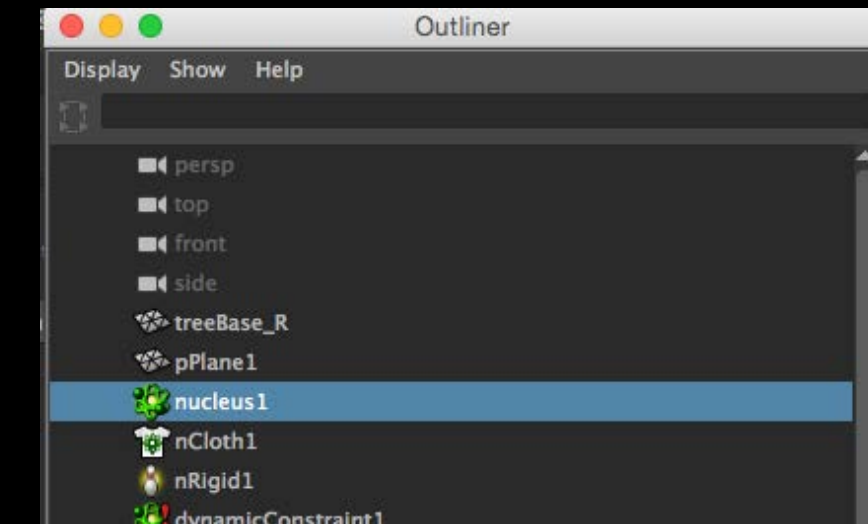 Outliner
Display Show Help
persp
top
front
side
treeBase_R
pPlane1
nucleus1
nCloth1
nRigid1
dynamicConstraint1